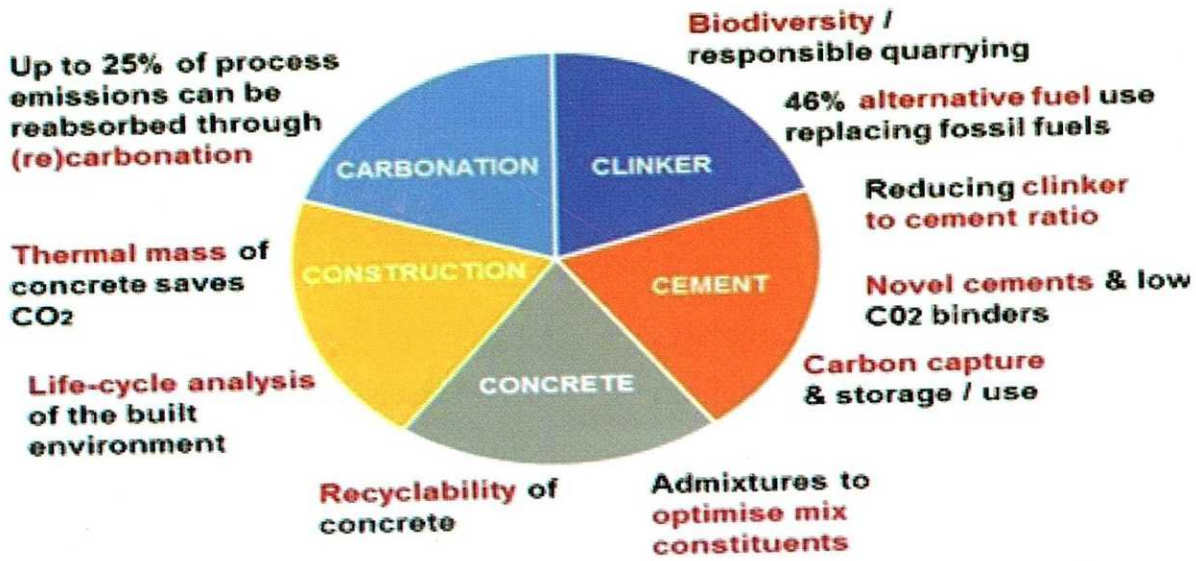 Biodiversity /
responsible quarrying
46% alternative fuel use
replacing fossil fuels
Reducing clinker
to cement ratio
Novel cements & low
C02 binders
Carbon capture
& storage / use
Admixtures to
optimise mix
constituents
Recyclability of
concrete
Life-cycle analysis
of the built
environment
Thermal mass of
concrete saves
CO2
Up to 25% of process
emissions can be
reabsorbed through
(re)carbonation
CARBONATION
CLINKER
CONSTRUCTION
CEMENT
CONCRETE